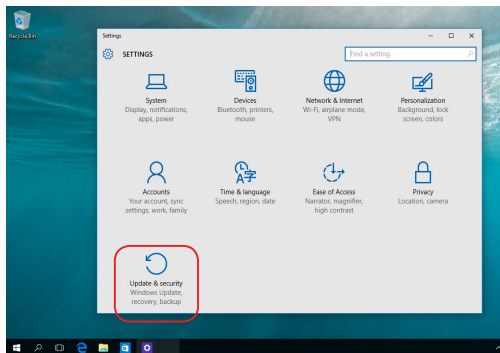 Recycle Bin
Settings
SETTINGS
Find a setting
System
Display, notifications,
apps, power
Devices
Bluetooth, printers,
mouse
Network & Internet
Wi-Fi, airplane mode,
VPN
Personalization
Background, lock
screen, colors
Accounts
Your account, sync
settings, work, family
Time & language
Speech, region, date
Ease of Access
Narrator, magnifier,
high contrast
Privacy
Location, camera
Update & security
Windows Update,
recovery, backup